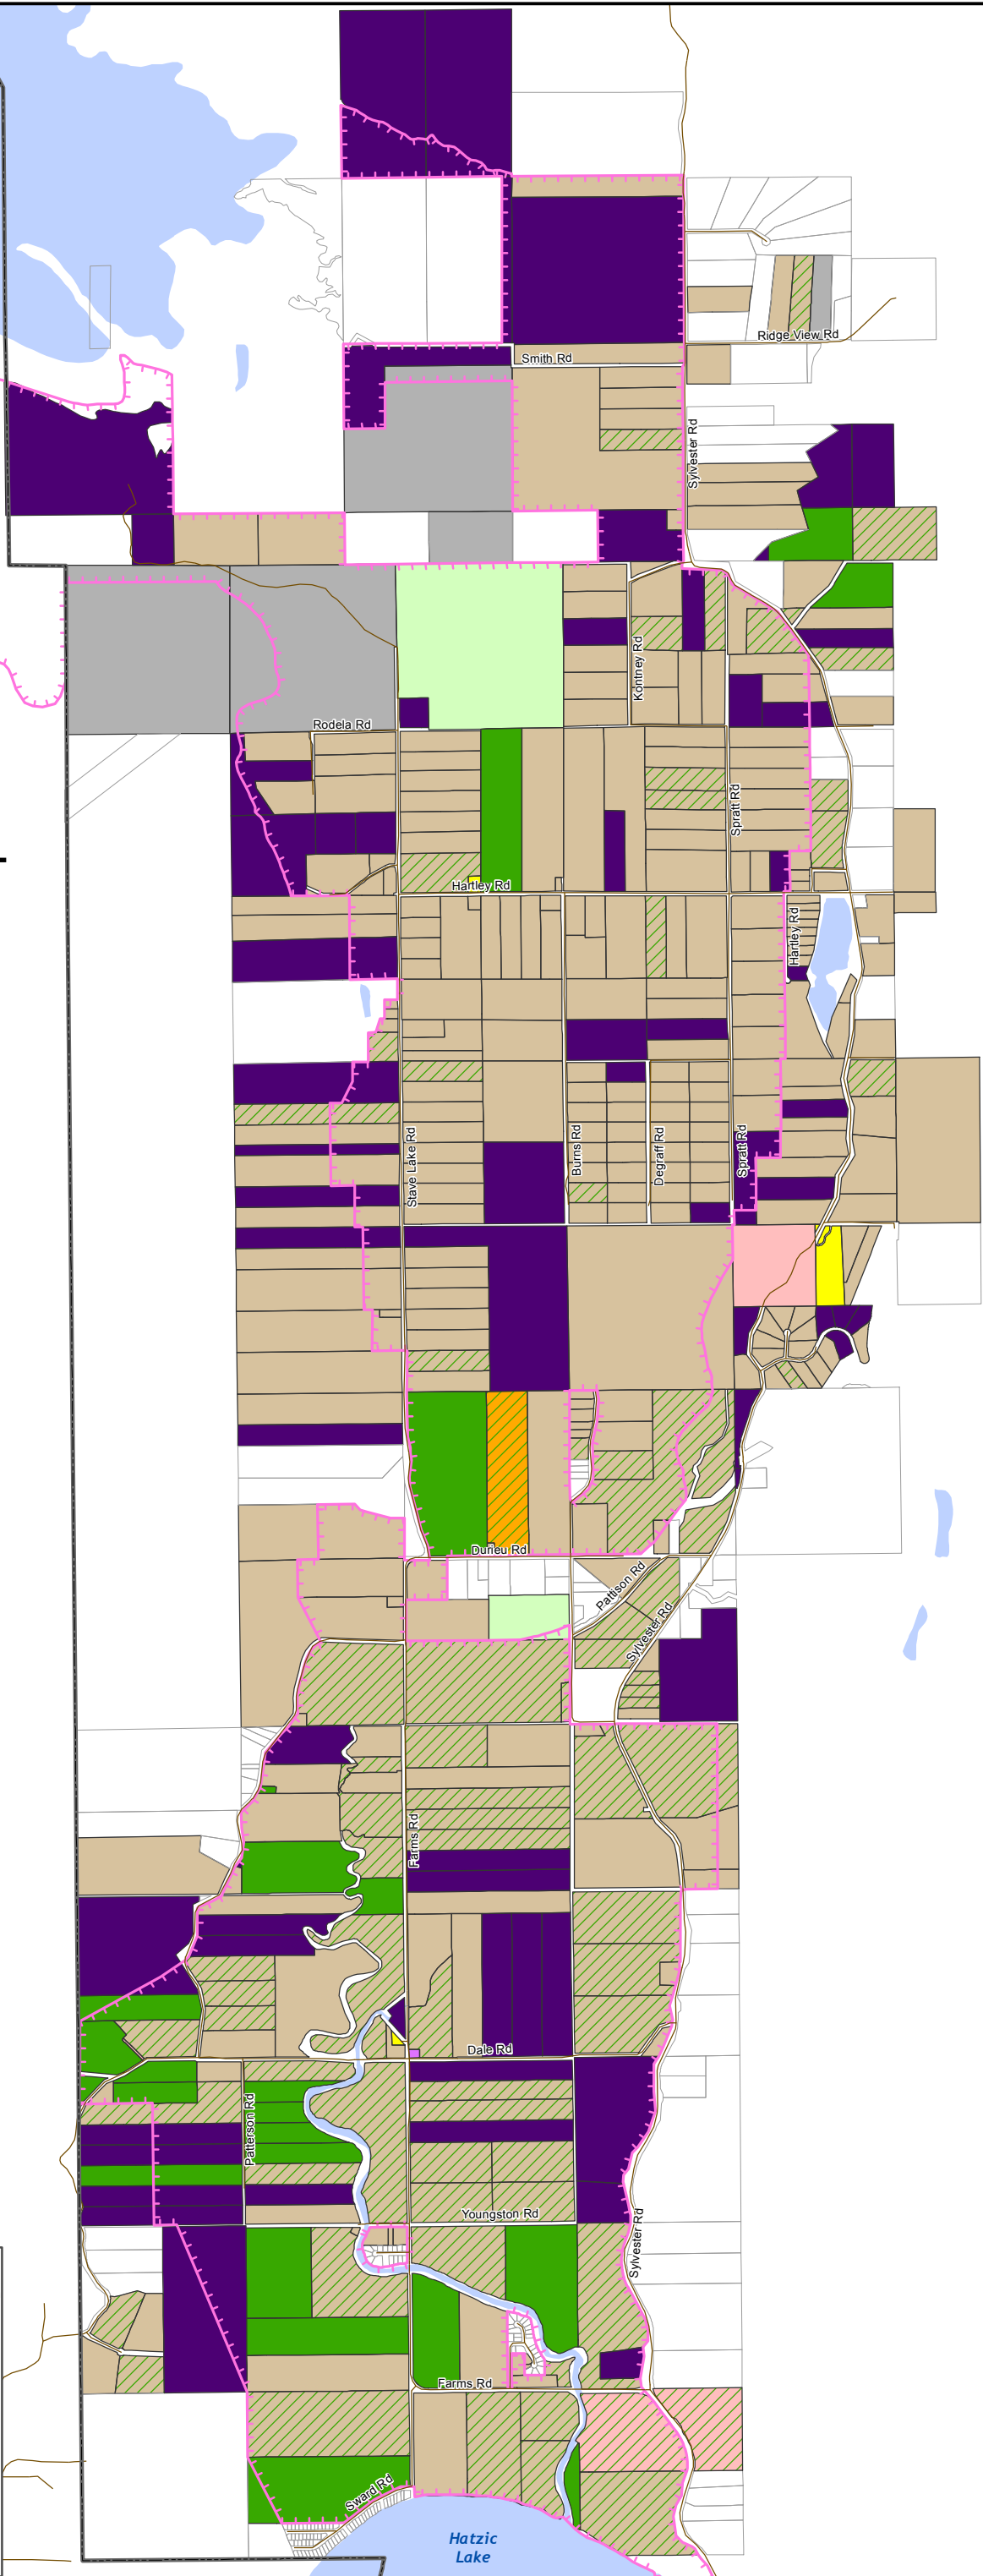 Smith Rd
Ridge View Rd
Sylvester Rd
Kontney Rd
Rodela Rd
Spratt Rd
Hartley Rd
Hartley Rd
Stave Lake Rd
Burns Rd
Degraff Rd
Spratt Rd
Durieu Rd
Pattison Rd
Sylvester Rd
Farms Rd
Dale Rd
Patterson Rd
Youngston Rd
Sylvester Rd
Farms Rd
Sward Rd
Hatzic
Lake